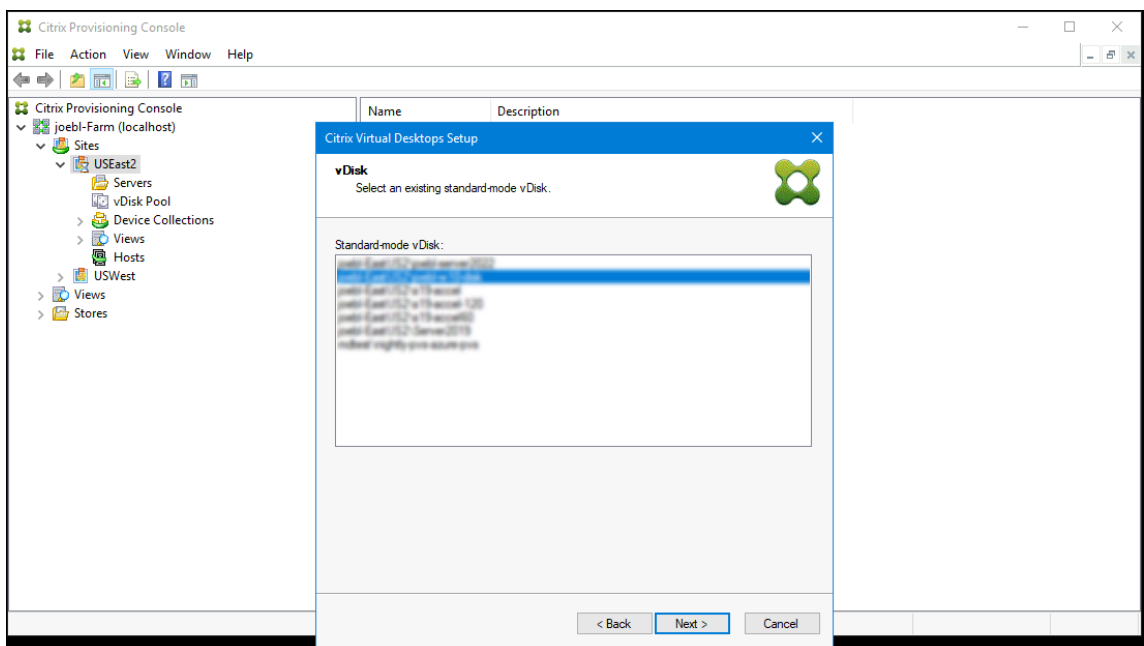 Citrix Provisioning Console
File Action View Window Help
Citrix Provisioning Console
joebl-Farm (localhost)
Sites
USEast2
Servers
vDisk Pool
Device Collections
Views
Hosts
USWest
Views
Stores
Name Description
Citrix Virtual Desktops Setup
vDisk
Select an existing standard-mode vDisk.
Standard-mode vDisk:
< Back Next > Cancel